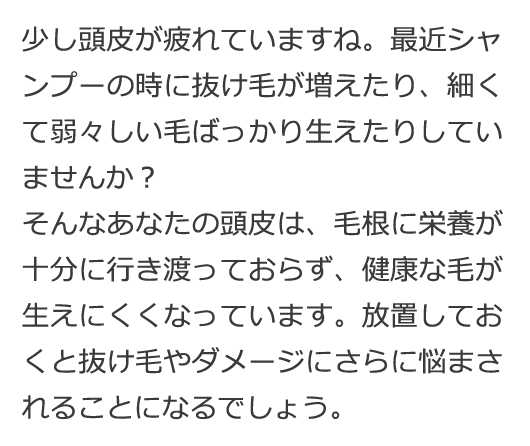 少し頭皮が疲れていますね。最近シャ
ンプーの時に抜け毛が増えたり、細く
て弱々しい毛ばっかり生えたりしてい
ませんか？
そんなあなたの頭皮は、毛根に栄養が
十分に行き渡っておらず、健康な毛が
生えにくくなっています。放置してお
くと抜け毛やダメージにさらに悩まさ
れることになるでしょう。